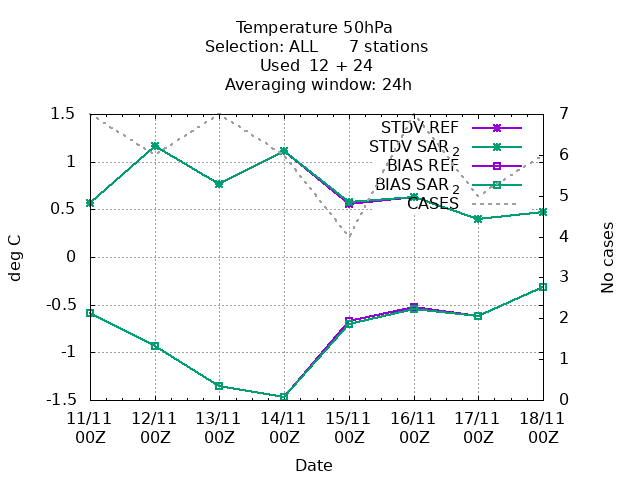 Temperature 50hPa
Selection: ALL 7 stations
Used 12 + 24
Averaging window: 24h
STDV REF
STDV SAR 2
BIAS REF
BIAS SAR 2
CASES
deg C
No cases
1.5
1
0.5
0
-0.5
-1
-1.5
7
6
5
4
3
2
1
0
11/11 12/11 13/11 14/11 15/11 16/11 17/11 18/11
00Z 00Z 00Z 00Z 00Z 00Z 00Z 00Z
Date